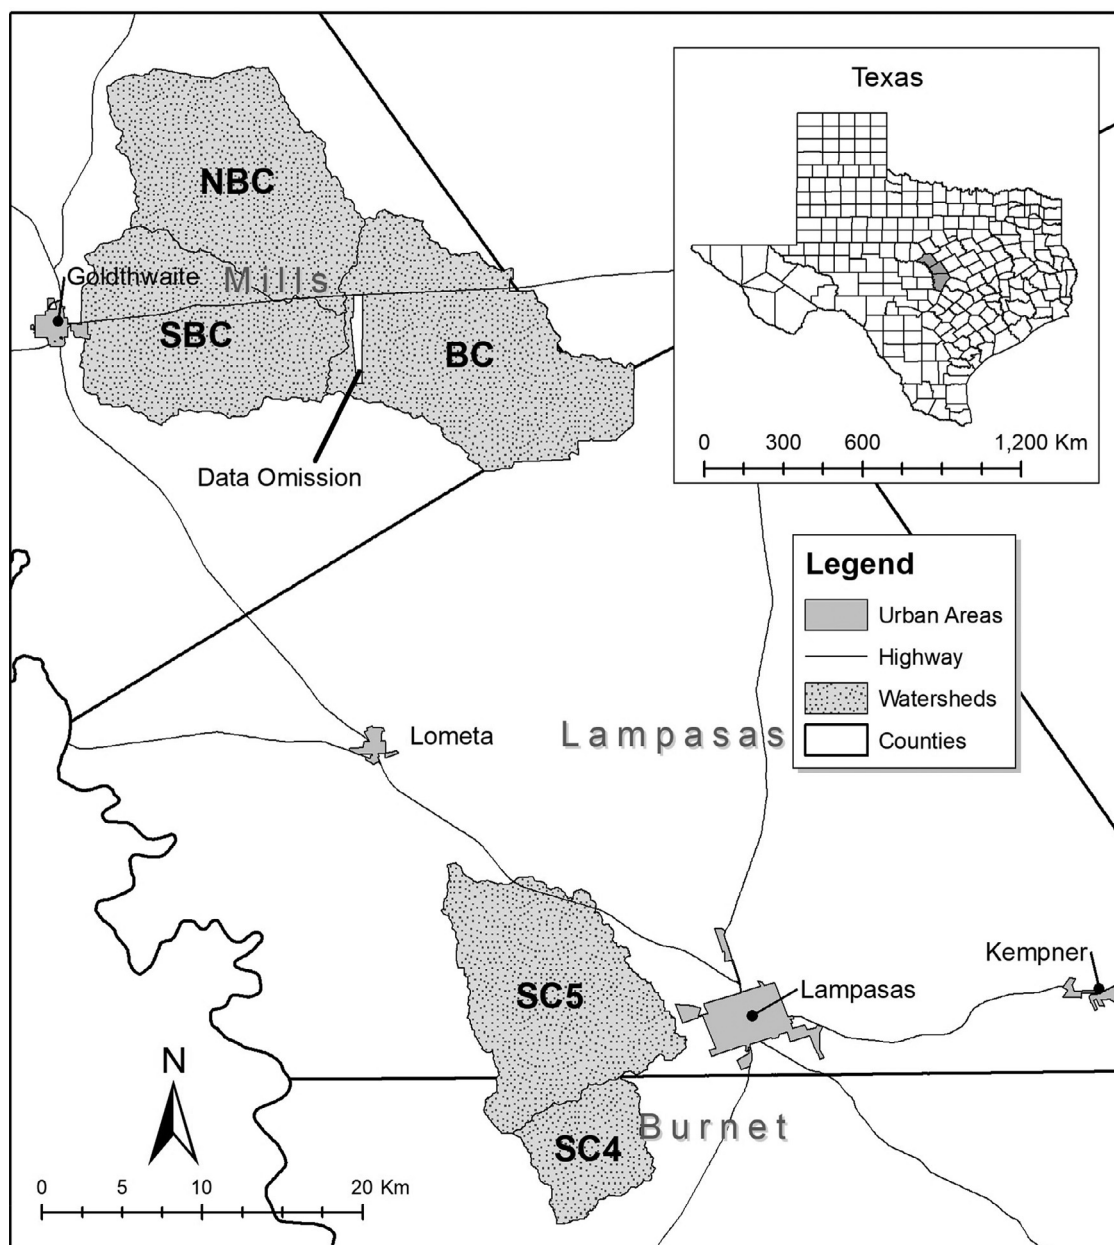 Texas
0 300 600 1,200 Km
NBC
Goldthwaite
Mills
SBC
BC
Data Omission
Legend
Urban Areas
Highway
Watersheds
Counties
Lometa
Lampasas
SC5
Kempner
Lampasas
N
Burnet
SC4
0 5 10 20 Km